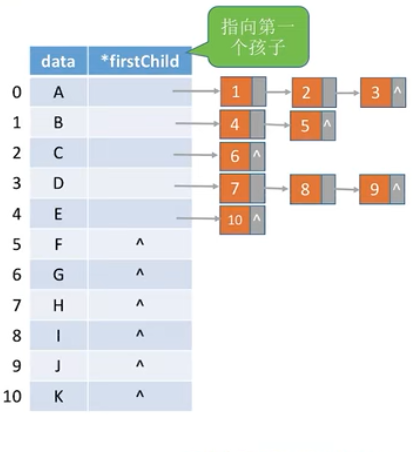 指向第一
个孩子
data *firstChild
0 A 1 2 3 ^
1 B 4 5 ^
2 C 6 ^
3 D 7 8 9 ^
4 E 10 ^
5 F ^
6 G ^
7 H ^
8 I ^
9 J ^
10 K ^